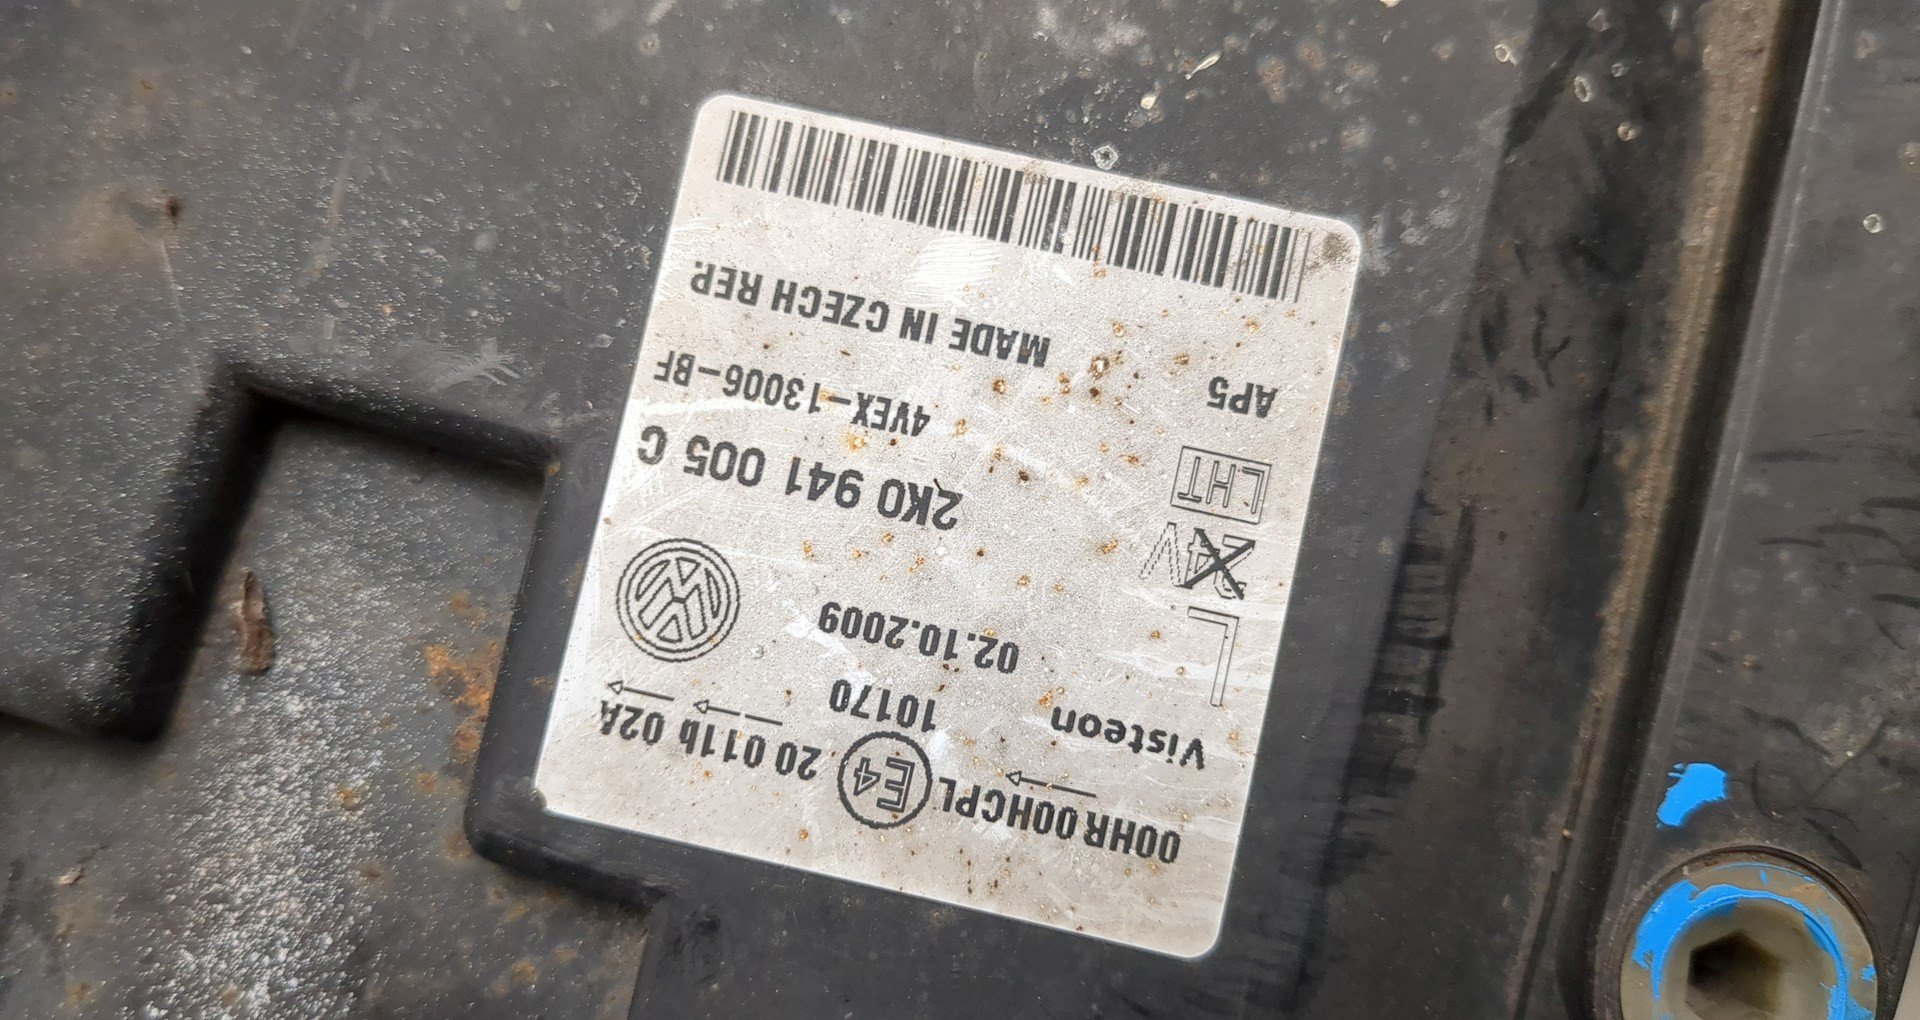 00HR 00HCPL E4 20 011b 02A
Visteon 10170
L 02.10.2009
24V 2K0 941 005 C
LHT 4VEX-13006-BF
AP5 MADE IN CZECH REP.